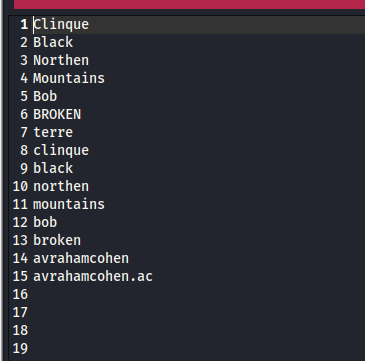 1 Clinque
2 Black
3 Northen
4 Mountains
5 Bob
6 BROKEN
7 terre
8 clinque
9 black
10 northen
11 mountains
12 bob
13 broken
14 avrahamcohen
15 avrahamcohen.ac
16
17
18
19